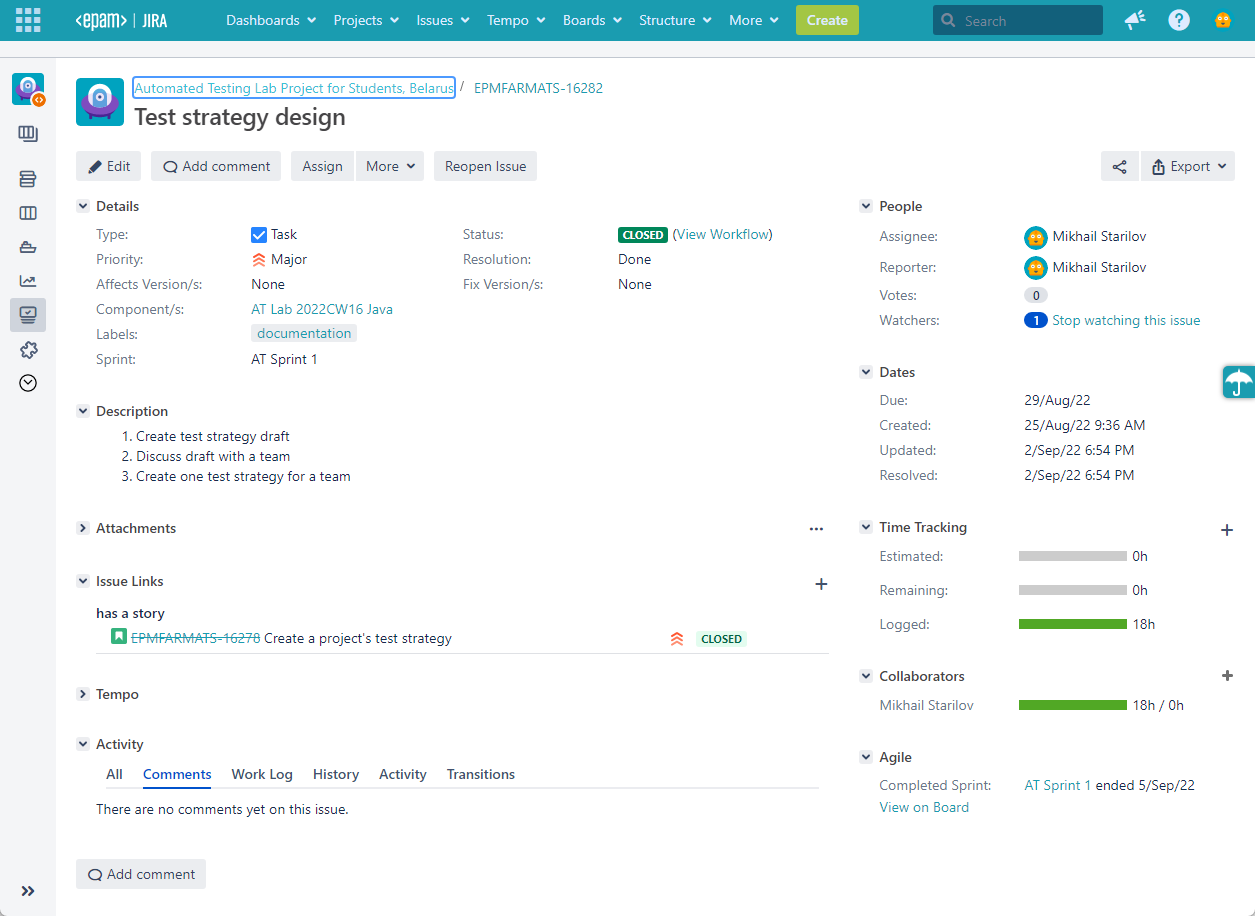 <epam> | JIRA Dashboards Projects Issues Tempo Boards Structure More Create Search
Automated Testing Lab Project for Students, Belarus / EPMFARMATS-16282
Test strategy design
Edit Add comment Assign More Reopen Issue Export
Details
Type: Task Status: CLOSED (View Workflow)
Priority: Major Resolution: Done
Affects Version/s: None Fix Version/s: None
Component/s: AT Lab 2022CW16 Java
Labels: documentation
Sprint: AT Sprint 1
Description
1. Create test strategy draft
2. Discuss draft with a team
3. Create one test strategy for a team
Attachments
Issue Links
has a story
EPMFARMATS-16278 Create a project's test strategy CLOSED
Tempo
Activity
All Comments Work Log History Activity Transitions
There are no comments yet on this issue.
Add comment
People
Assignee: Mikhail Starilov
Reporter: Mikhail Starilov
Votes: 0
Watchers: 1 Stop watching this issue
Dates
Due: 29/Aug/22
Created: 25/Aug/22 9:36 AM
Updated: 2/Sep/22 6:54 PM
Resolved: 2/Sep/22 6:54 PM
Time Tracking
Estimated: 0h
Remaining: 0h
Logged: 18h
Collaborators
Mikhail Starilov 18h / 0h
Agile
Completed Sprint: AT Sprint 1 ended 5/Sep/22
View on Board